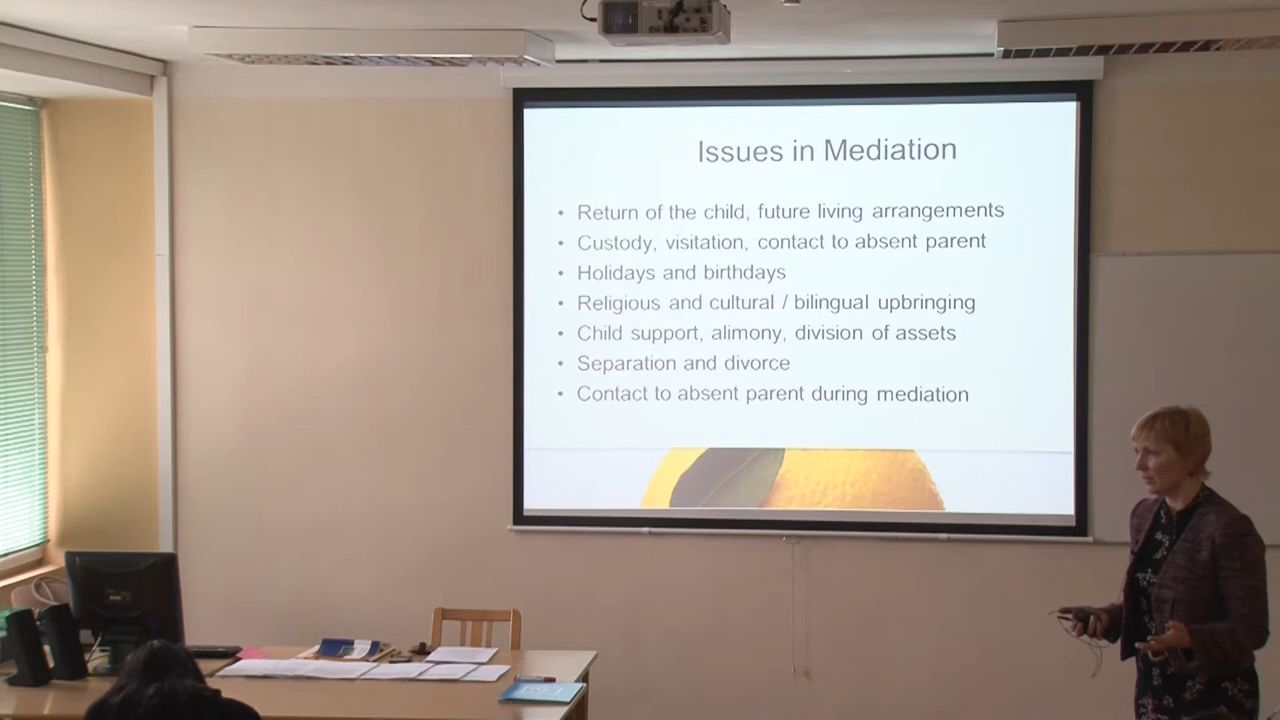 Issues in Mediation
• Return of the child, future living arrangements
• Custody, visitation, contact to absent parent
• Holidays and birthdays
• Religious and cultural / bilingual upbringing
• Child support, alimony, division of assets
• Separation and divorce
• Contact to absent parent during mediation